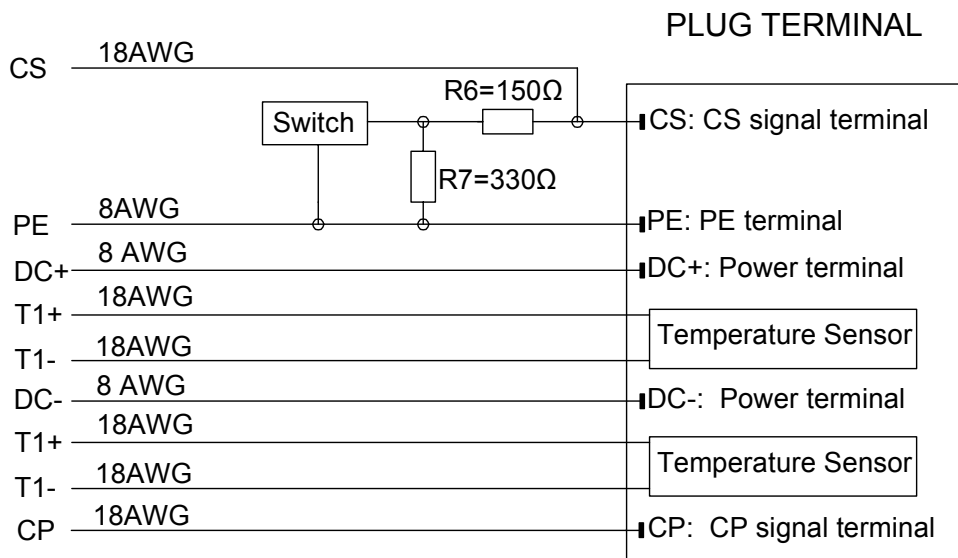 PLUG TERMINAL
CS 18AWG
R6=150Ω
Switch
CS: CS signal terminal
R7=330Ω
PE 8AWG
PE: PE terminal
DC+ 8 AWG
DC+: Power terminal
T1+ 18AWG
Temperature Sensor
T1- 18AWG
DC- 8 AWG
DC-: Power terminal
T1+ 18AWG
Temperature Sensor
T1- 18AWG
CP 18AWG
CP: CP signal terminal